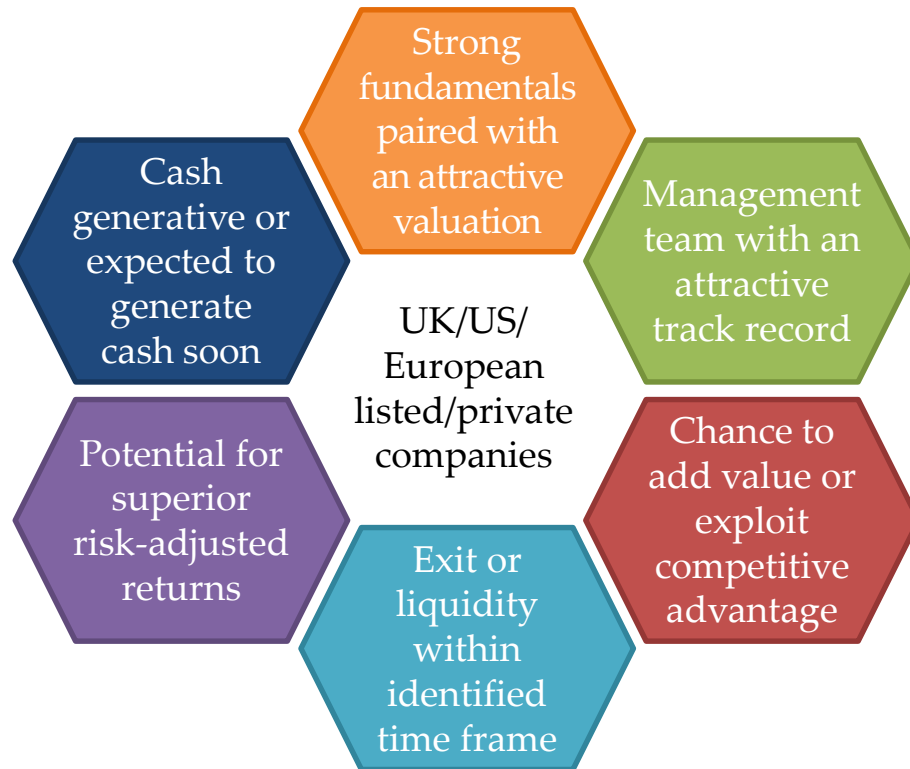 Strong
fundamentals
paired with
an attractive
valuation
Management
team with an
attractive
track record
Chance to
add value or
exploit
competitive
advantage
Exit or
liquidity
within
identified
time frame
Potential for
superior
risk-adjusted
returns
Cash
generative or
expected to
generate
cash soon
UK/US/
European
listed/private
companies